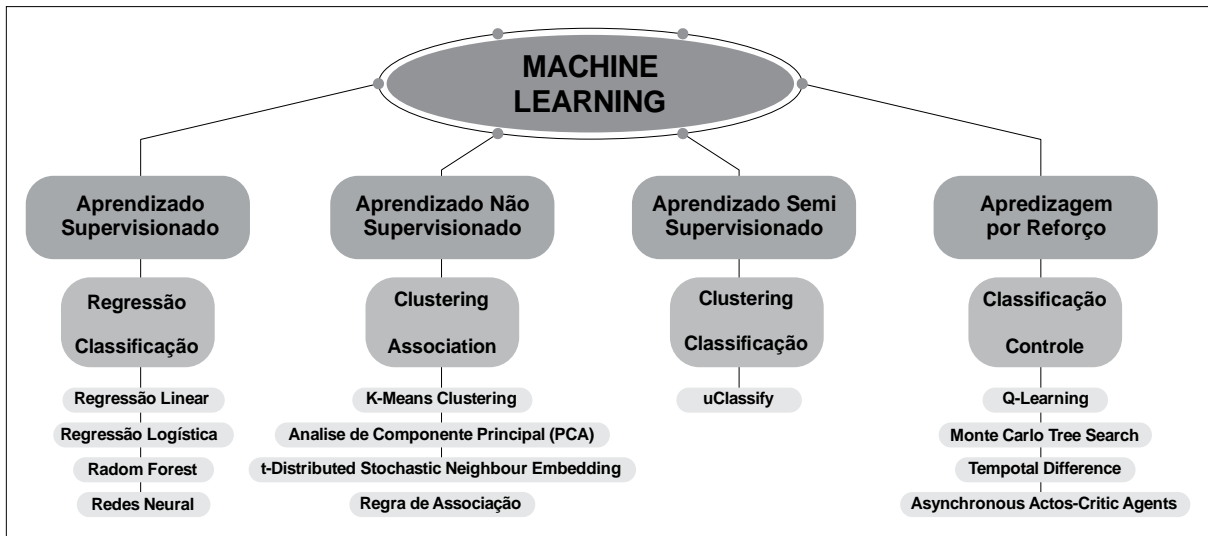 MACHINE
LEARNING
Aprendizado
Supervisionado
Regressão
Classificação
Regressão Linear
Regressão Logística
Radom Forest
Redes Neural
Aprendizado Não
Supervisionado
Clustering
Association
K-Means Clustering
Analise de Componente Principal (PCA)
t-Distributed Stochastic Neighbour Embedding
Regra de Associação
Aprendizado Semi
Supervisionado
Clustering
Classificação
uClassify
Apredizagem
por Reforço
Classificação
Controle
Q-Learning
Monte Carlo Tree Search
Tempotal Difference
Asynchronous Actos-Critic Agents